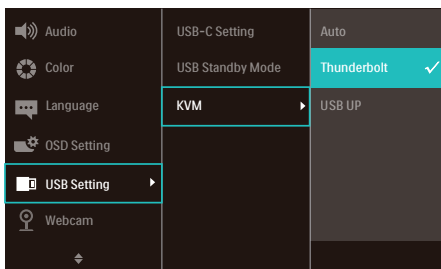 Audio
Color
Language
OSD Setting
USB Setting
Webcam
USB-C Setting
USB Standby Mode
KVM
Auto
Thunderbolt
USB UP